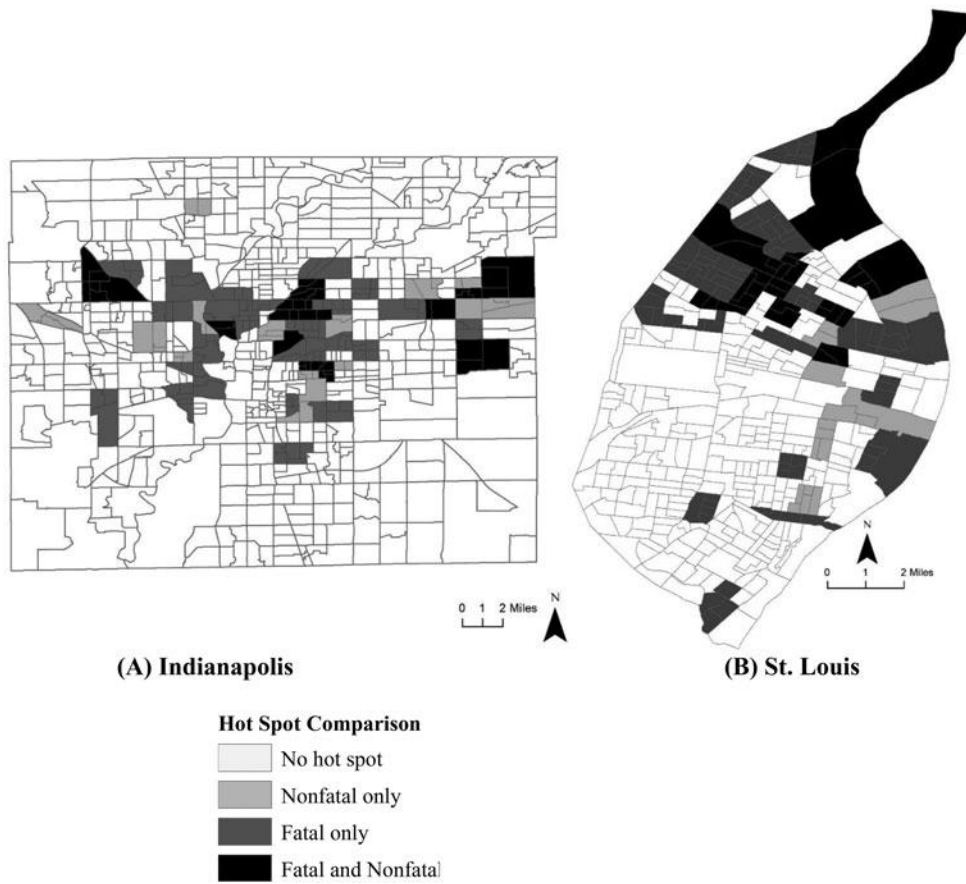 N
0 1 2 Miles
N
0 1 2 Miles
(A) Indianapolis
(B) St. Louis
Hot Spot Comparison
No hot spot
Nonfatal only
Fatal only
Fatal and Nonfatal